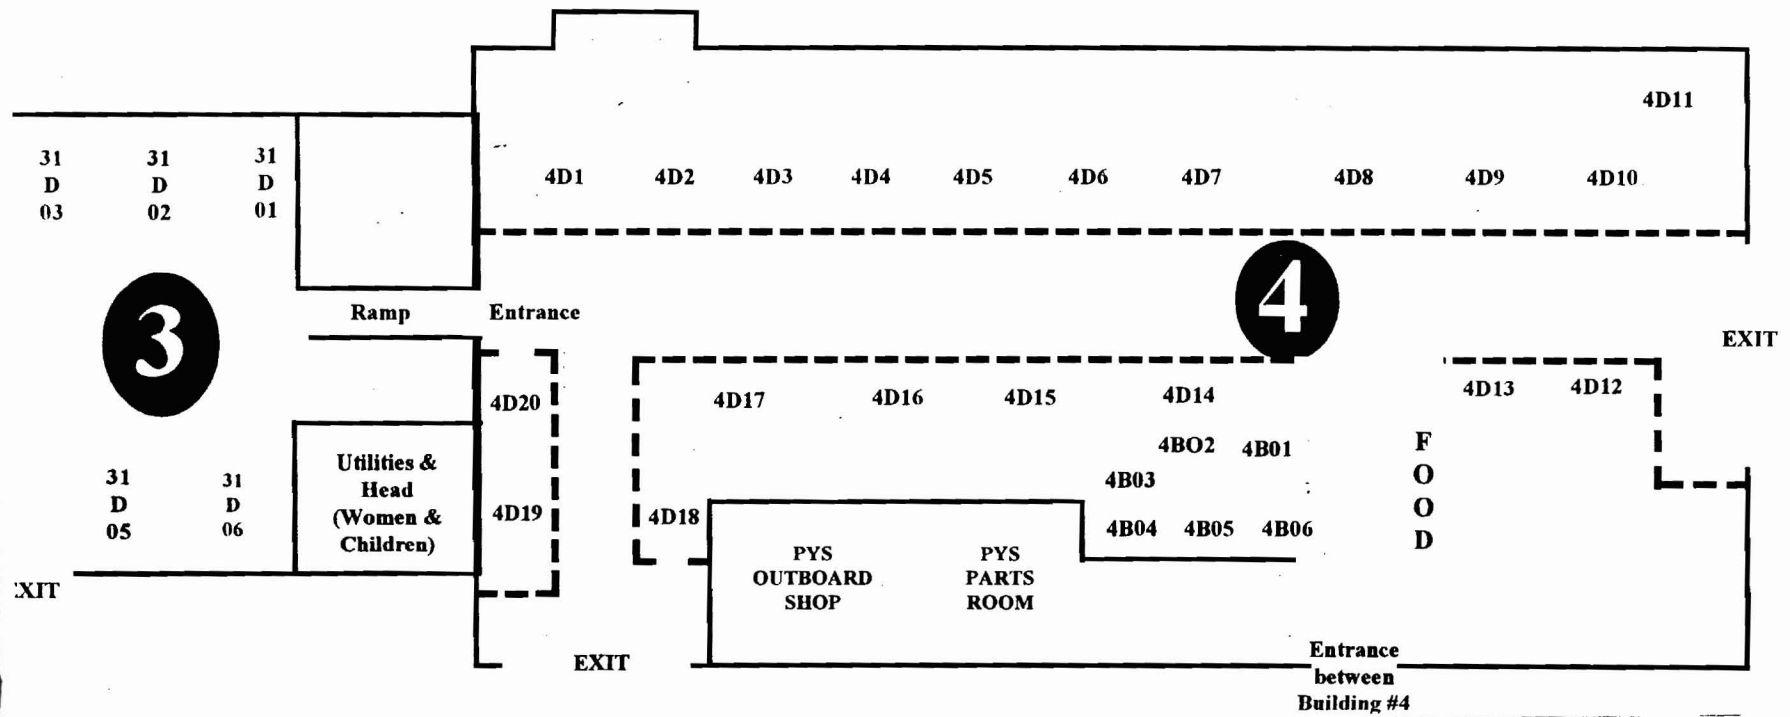 4D11
31 31 31
D D D
03 02 01
4D1 4D2 4D3 4D4 4D5 4D6 4D7 4D8 4D9 4D10
3
4
Ramp Entrance
EXIT
4D20 4D17 4D16 4D15 4D14 4D13 4D12
4BO2 4B01
4B03
F
O
O
D
31
D
05
31
D
06
Utilities &
Head
(Women &
Children)
4D19 4D18 4B04 4B05 4B06
PYS
OUTBOARD
SHOP
PYS
PARTS
ROOM
XIT
EXIT
Entrance
between
Building #4